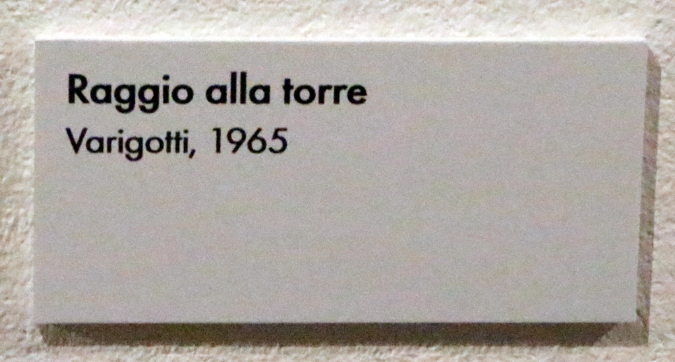 Raggio alla torre
Varigotti, 1965